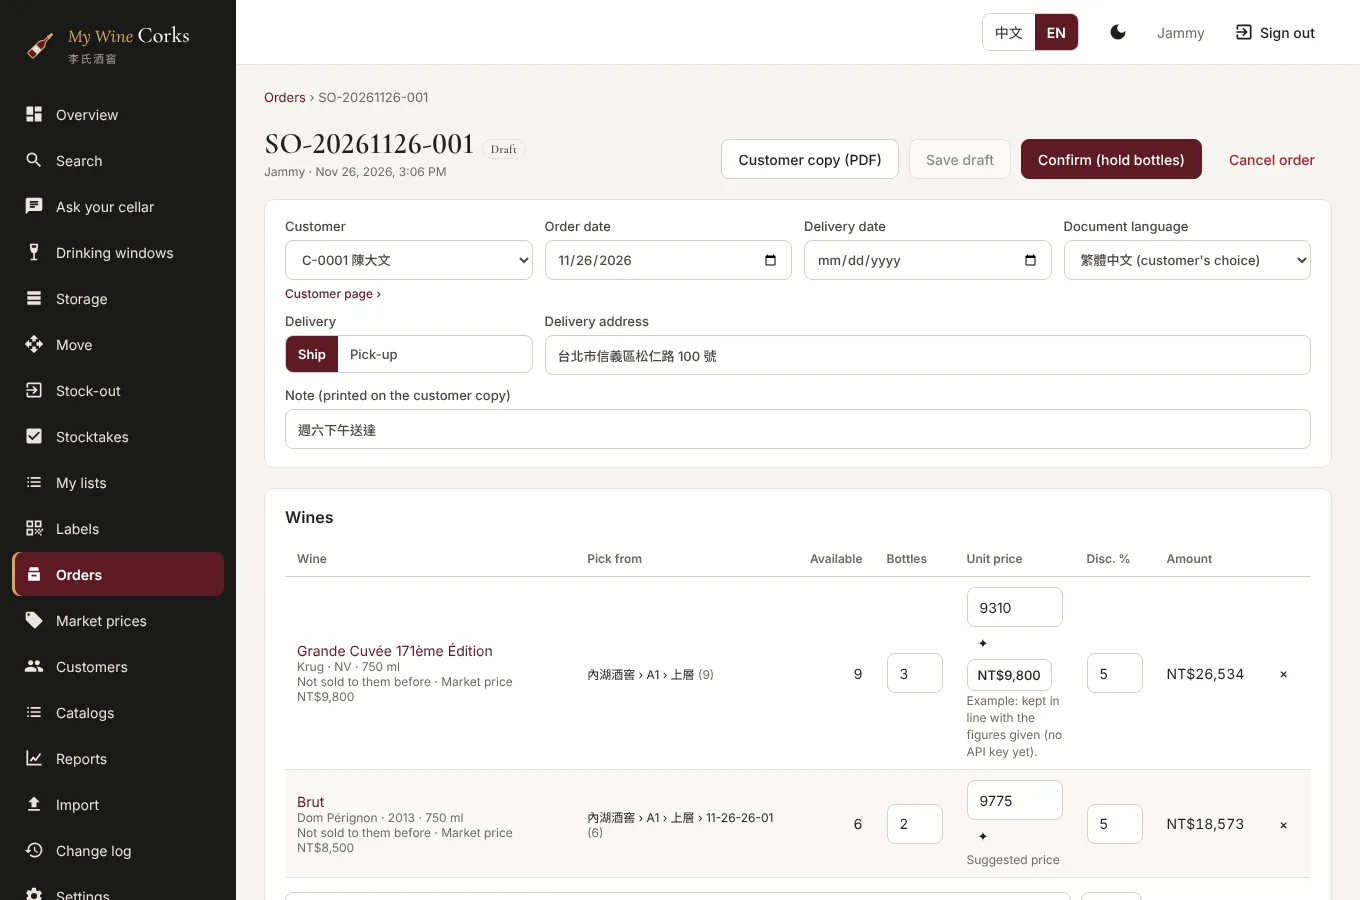 My Wine Corks
李氏酒窖
中文
EN
Jammy
Sign out
Overview
Search
Ask your cellar
Drinking windows
Storage
Move
Stock-out
Stocktakes
My lists
Labels
Orders
Market prices
Customers
Catalogs
Reports
Import
Change log
Settings
Orders › SO-20261126-001
SO-20261126-001 Draft
Jammy · Nov 26, 2026, 3:06 PM
Customer copy (PDF)
Save draft
Confirm (hold bottles)
Cancel order
Customer
Order date
Delivery date
Document language
C-0001 陳大文
11/26/2026
mm/dd/yyyy
繁體中文 (customer's choice)
Customer page ›
Delivery
Delivery address
Ship
Pick-up
台北市信義區松仁路 100 號
Note (printed on the customer copy)
週六下午送達
Wines
Wine
Pick from
Available
Bottles
Unit price
Disc. %
Amount
Grande Cuvée 171ème Édition
Krug · NV · 750 ml
Not sold to them before · Market price
NT$9,800
內湖酒窖 › A1 › 上層 (9)
9
3
9310
✦
NT$9,800
Example: kept in
line with the
figures given (no
API key yet).
5
NT$26,534
×
Brut
Dom Pérignon · 2013 · 750 ml
Not sold to them before · Market price
NT$8,500
內湖酒窖 › A1 › 上層 › 11-26-26-01
(6)
6
2
9775
✦
Suggested price
5
NT$18,573
×